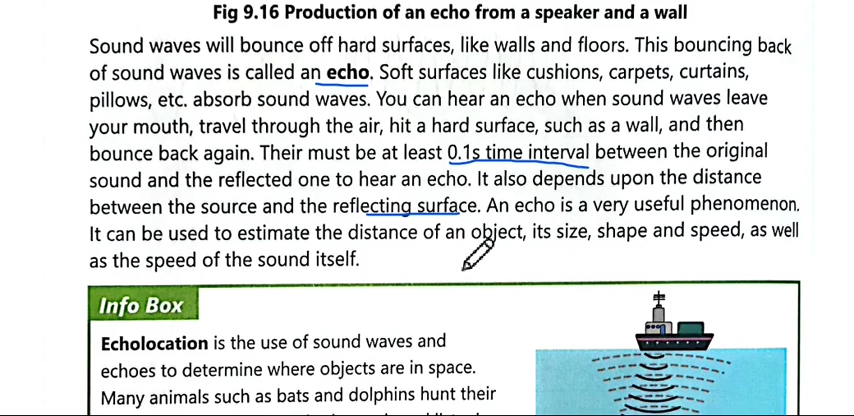 Fig 9.16 Production of an echo from a speaker and a wall
Sound waves will bounce off hard surfaces, like walls and floors. This bouncing back
of sound waves is called an echo. Soft surfaces like cushions, carpets, curtains,
pillows, etc. absorb sound waves. You can hear an echo when sound waves leave
your mouth, travel through the air, hit a hard surface, such as a wall, and then
bounce back again. Their must be at least 0.1s time interval between the original
sound and the reflected one to hear an echo. It also depends upon the distance
between the source and the reflecting surface. An echo is a very useful phenomenon.
It can be used to estimate the distance of an object, its size, shape and speed, as well
as the speed of the sound itself.
Info Box
Echolocation is the use of sound waves and
echoes to determine where objects are in space.
Many animals such as bats and dolphins hunt their